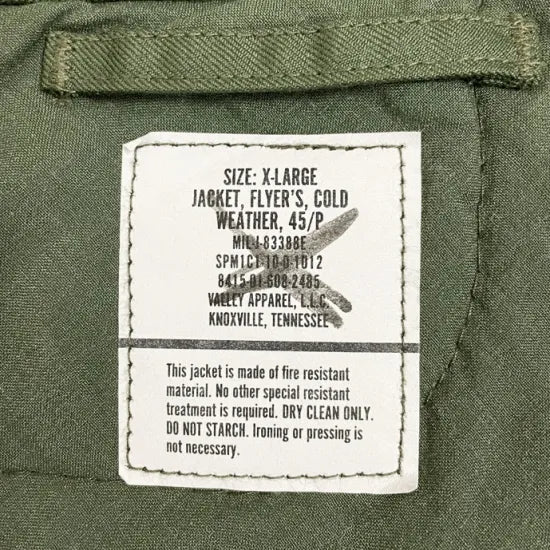 SIZE: X-LARGE
JACKET, FLYER'S, COLD
WEATHER, 45/P
MIL-J-83388E
SPM1C1-10-D-1012
8415-01-608-2485
VALLEY APPAREL, L.L.C.
KNOXVILLE, TENNESSEE
This jacket is made of fire resistant
material. No other special resistant
treatment is required. DRY CLEAN ONLY.
DO NOT STARCH. Ironing or pressing is
not necessary.